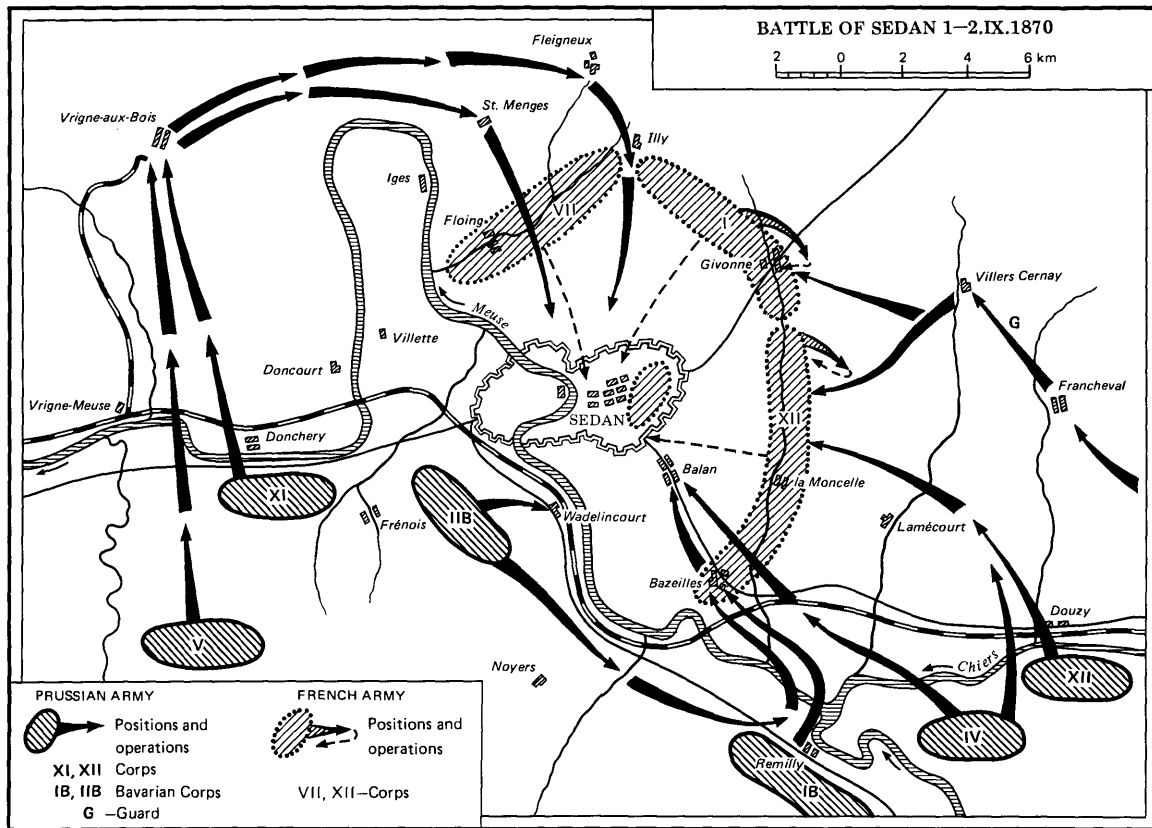 BATTLE OF SEDAN 1—2.IX.1870
2 0 2 4 6 km
Fleigneux
Vrigne-aux-Bois
St. Menges
Illy
Iges
VII
I
Floing
Givonne
Villers Cernay
Meuse
G
Villette
Doncourt
Francheval
Vrigne-Meuse
SEDAN
XII
Donchery
Balan
XI
la Moncelle
IIB
Wadelincourt
Frénois
Lamécourt
Bazeilles
Douzy
V
Noyers
Chiers
XII
IV
Remilly
IB
PRUSSIAN ARMY
Positions and
operations
XI, XII Corps
IB, IIB Bavarian Corps
G —Guard
FRENCH ARMY
Positions and
operations
VII, XII—Corps